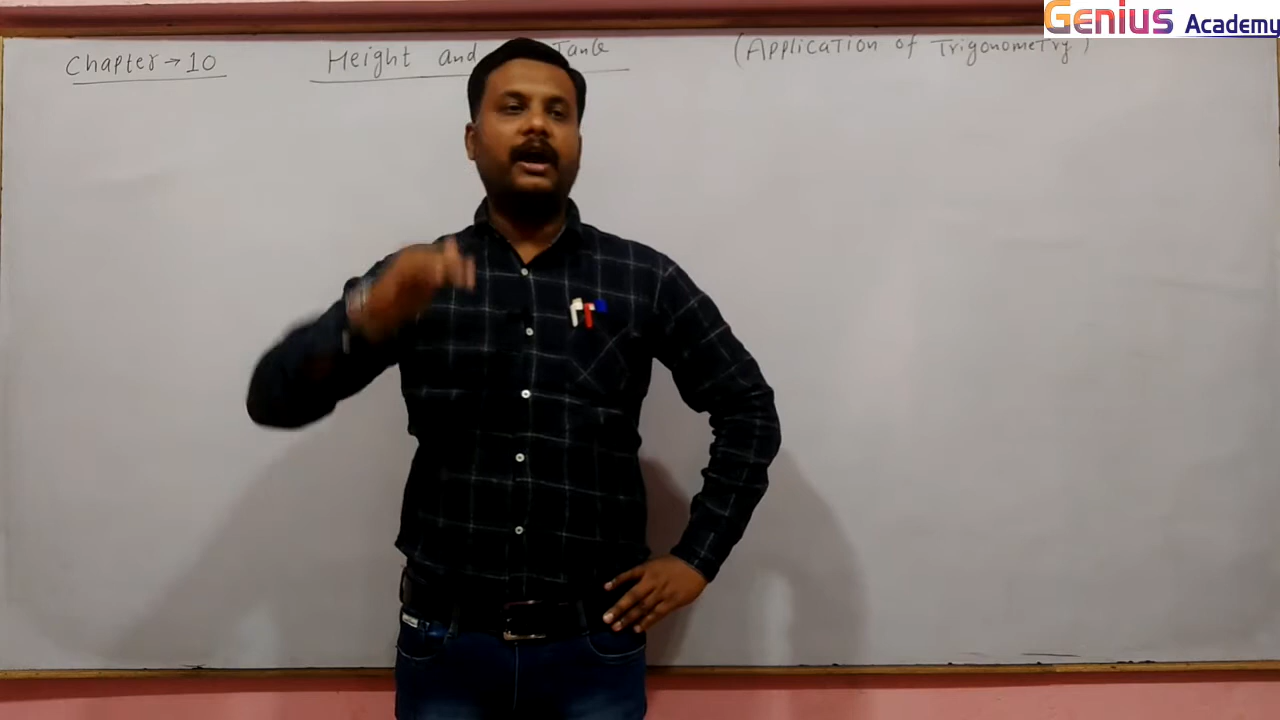 Genius Academy
Chapter → 10
Height and
(Application of Trigonometry)